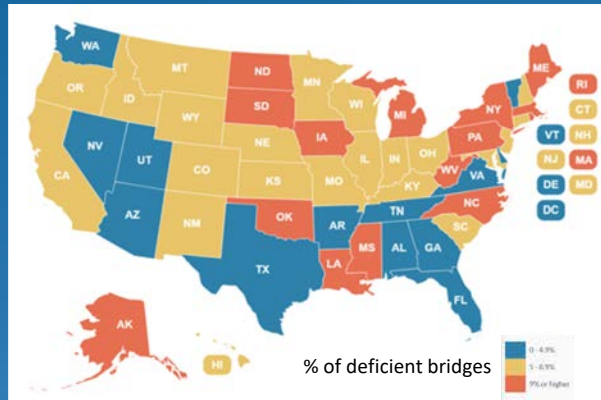 WA
MT
ND
MN
ME
OR
ID
SD
WI
MI
NY
RI
WY
CT
IA
PA
NE
VT
NH
NV
UT
IL
IN
OH
NJ
MA
CO
WV
VA
CA
KS
MO
KY
DE
MD
DC
NC
TN
AZ
NM
OK
AR
SC
MS
AL
GA
TX
LA
FL
AK
HI
% of deficient bridges
0 - 4.9%
5 - 8.9%
9% or higher